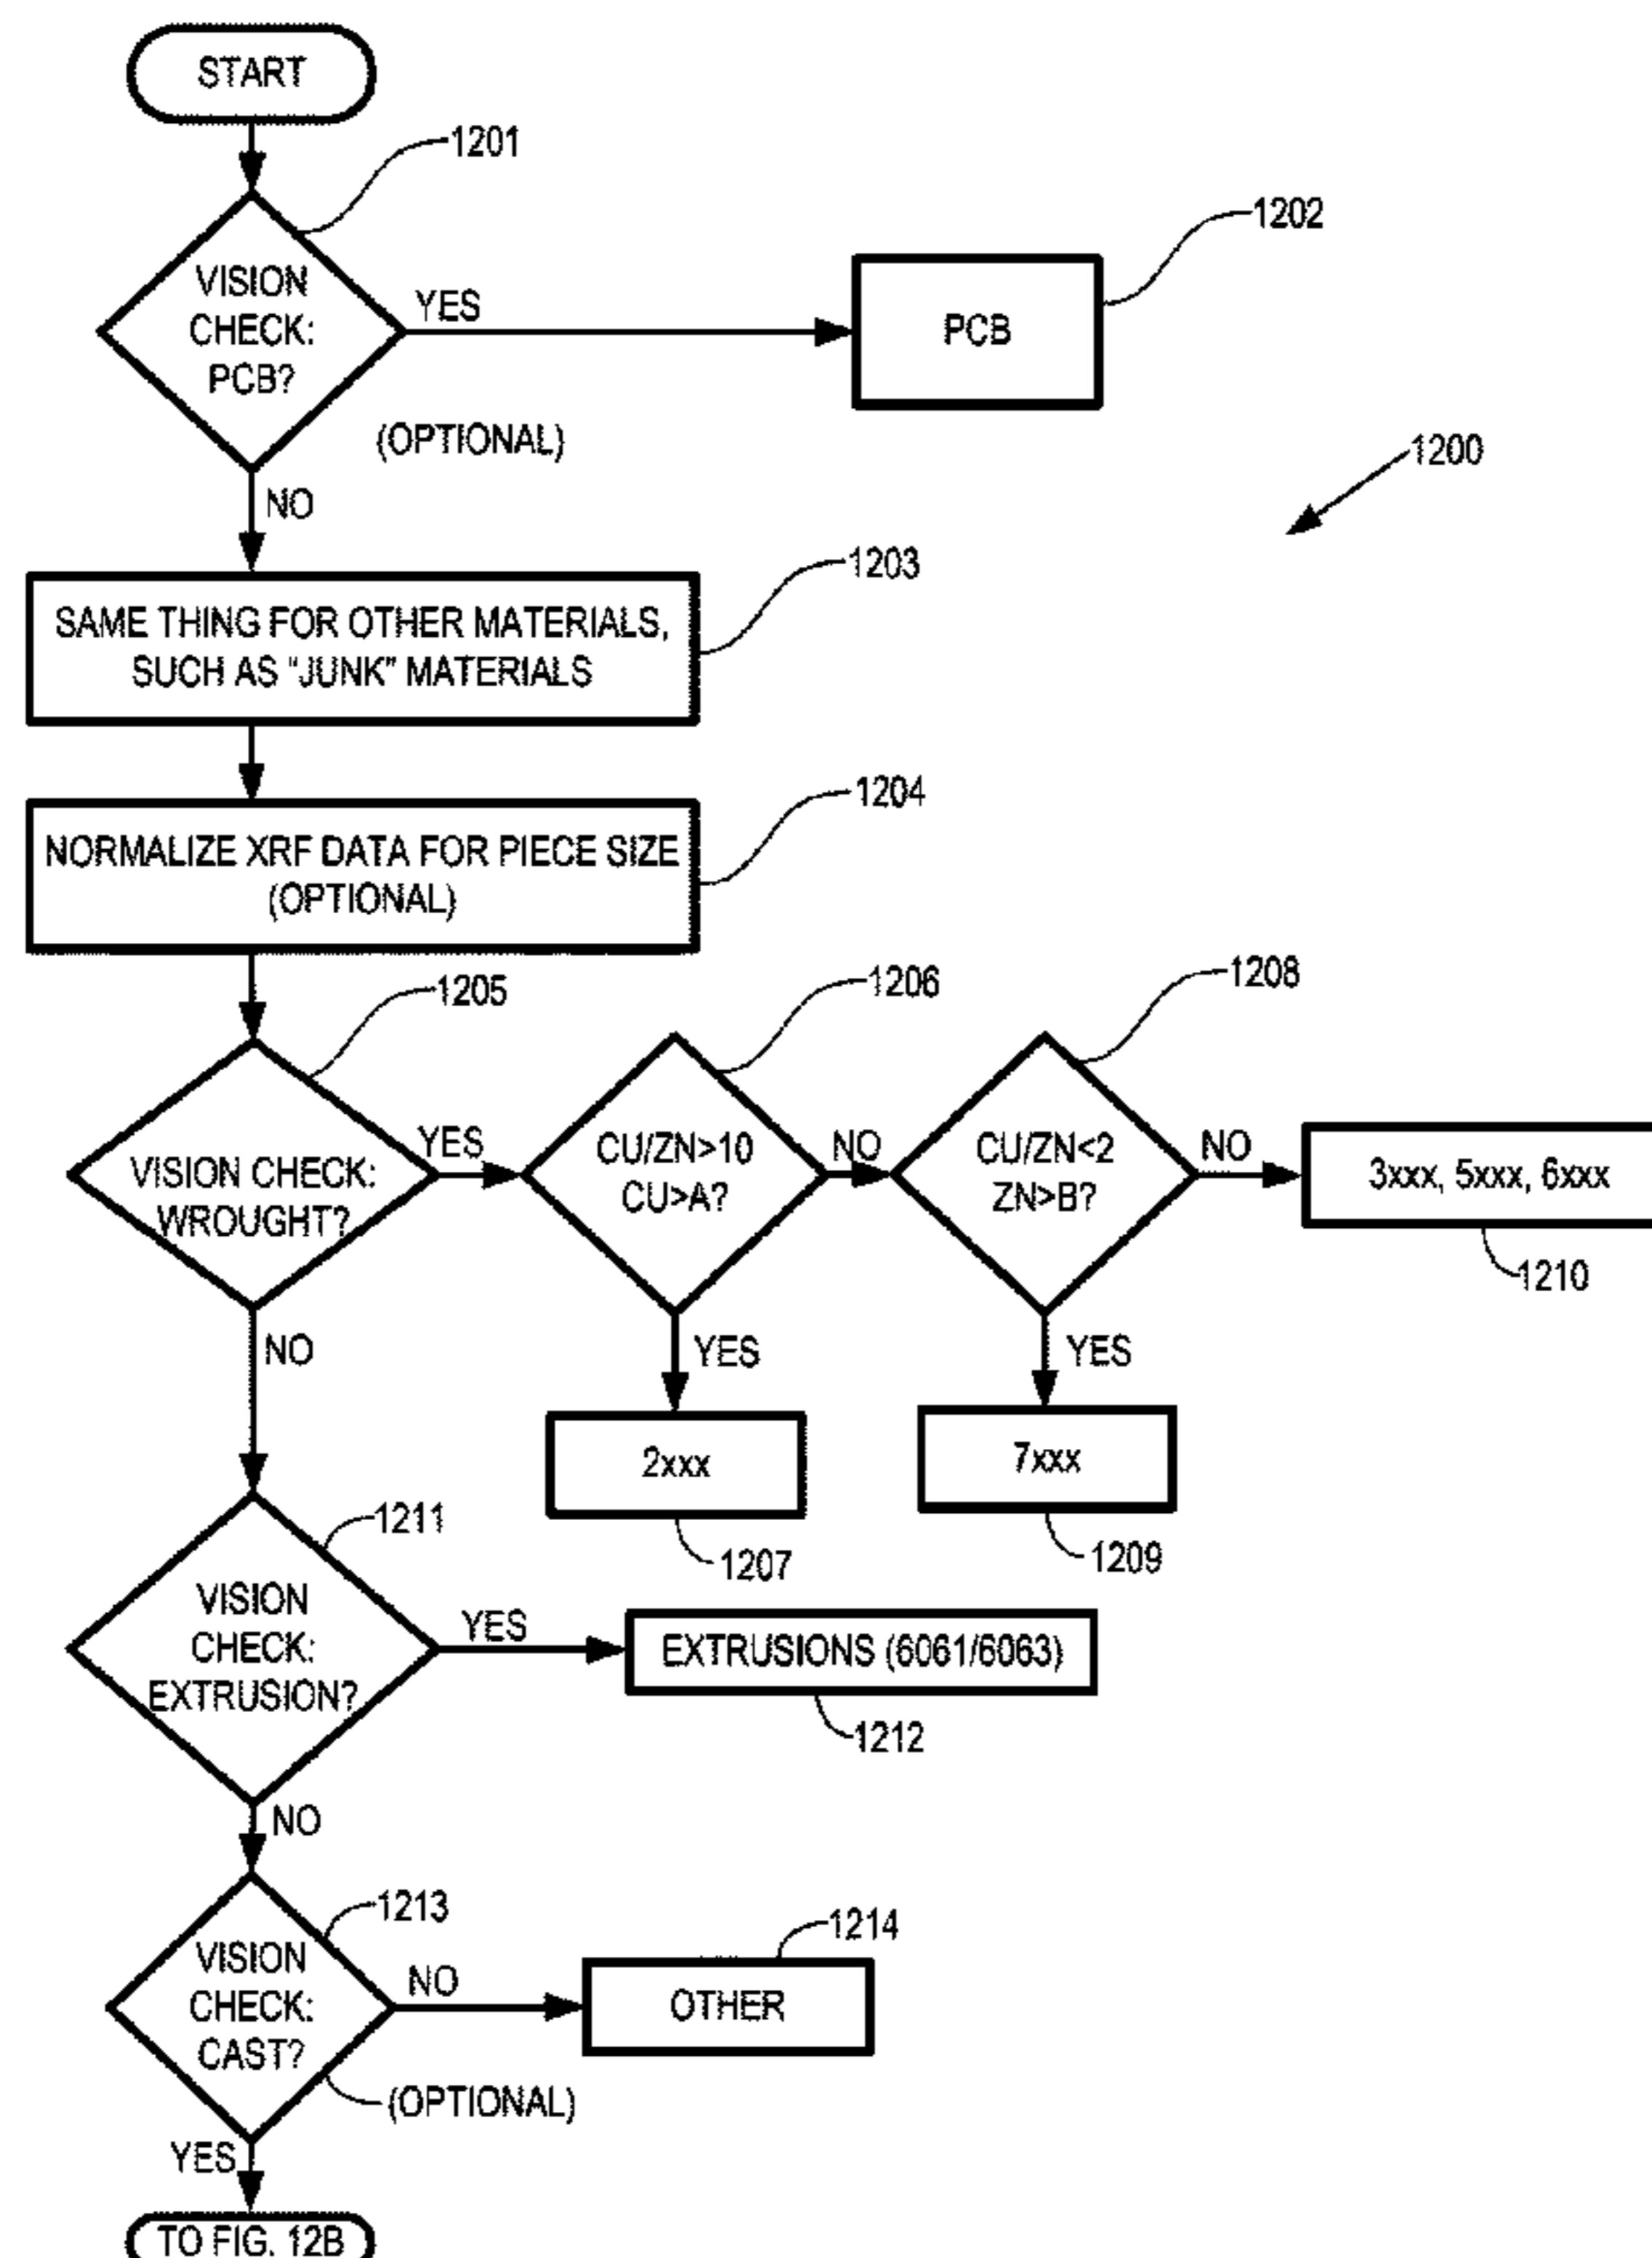 START
1201
VISION
CHECK:
PCB?
YES
1202
PCB
(OPTIONAL)
1200
NO
1203
SAME THING FOR OTHER MATERIALS,
SUCH AS “JUNK” MATERIALS
1204
NORMALIZE XRF DATA FOR PIECE SIZE
(OPTIONAL)
1205
VISION CHECK:
WROUGHT?
YES
1206
CU/ZN>10
CU>A?
NO
1208
CU/ZN<2
ZN>B?
NO
3xxx, 5xxx, 6xxx
1210
YES
2xxx
1207
YES
7xxx
1209
NO
1211
VISION
CHECK:
EXTRUSION?
YES
EXTRUSIONS (6061/6063)
1212
NO
1213
VISION
CHECK:
CAST?
NO
1214
OTHER
(OPTIONAL)
YES
TO FIG. 12B